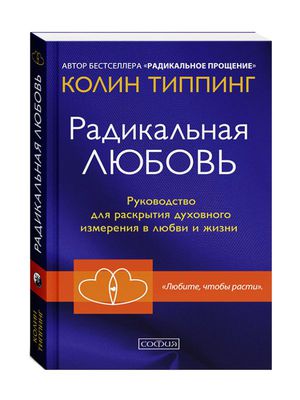 АВТОР БЕСТСЕЛЛЕРА «РАДИКАЛЬНОЕ ПРОЩЕНИЕ»
КОЛИН ТИППИНГ
Радикальная
ЛЮБОВЬ
Руководство
для раскрытия духовного
измерения в любви и жизни
«Любите, чтобы расти».
СОФИЯ
РАДИКАЛЬНАЯ ЛЮБОВЬ
КОЛИН
ТИППИНГ